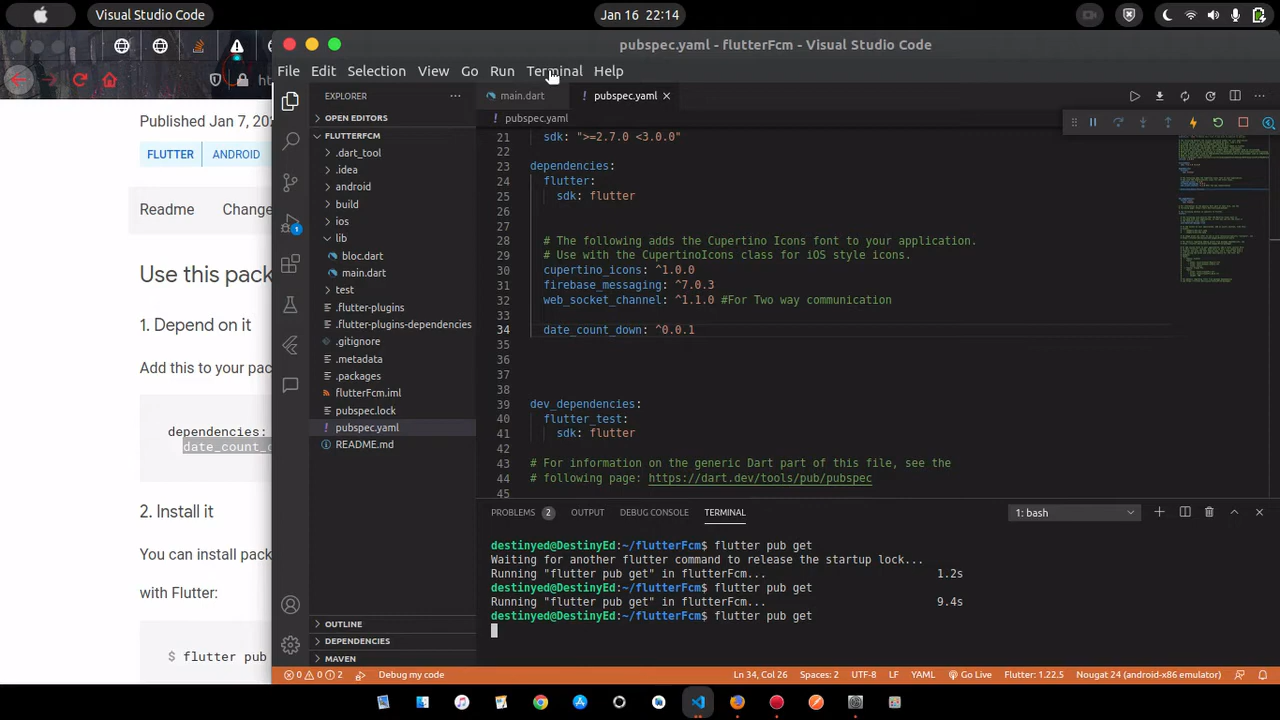 Visual Studio Code
Jan 16 22:14
pubspec.yaml - flutterFcm - Visual Studio Code
File Edit Selection View Go Run Terminal Help
Published Jan 7, 202
FLUTTER ANDROID
Readme Change
Use this pack
1. Depend on it
Add this to your pac
dependencies:
date_count_d
2. Install it
You can install pack
with Flutter:
$ flutter pub
EXPLORER
OPEN EDITORS
FLUTTERFCM
.dart_tool
.idea
android
build
ios
lib
bloc.dart
main.dart
test
.flutter-plugins
.flutter-plugins-dependencies
.gitignore
.metadata
.packages
flutterFcm.iml
pubspec.lock
pubspec.yaml
README.md
OUTLINE
DEPENDENCIES
MAVEN
main.dart pubspec.yaml
pubspec.yaml
21 sdk: ">=2.7.0 <3.0.0"
22
23 dependencies:
24 flutter:
25 sdk: flutter
26
27
28 # The following adds the Cupertino Icons font to your application.
29 # Use with the CupertinoIcons class for iOS style icons.
30 cupertino_icons: ^1.0.0
31 firebase_messaging: ^7.0.3
32 web_socket_channel: ^1.1.0 #For Two way communication
33
34 date_count_down: ^0.0.1
35
36
37
38
39 dev_dependencies:
40 flutter_test:
41 sdk: flutter
42
43 # For information on the generic Dart part of this file, see the
44 # following page: https://dart.dev/tools/pub/pubspec
45
PROBLEMS 2 OUTPUT DEBUG CONSOLE TERMINAL 1: bash
destinyed@DestinyEd:~/flutterFcm$ flutter pub get
Waiting for another flutter command to release the startup lock...
Running "flutter pub get" in flutterFcm... 1.2s
destinyed@DestinyEd:~/flutterFcm$ flutter pub get
Running "flutter pub get" in flutterFcm... 9.4s
destinyed@DestinyEd:~/flutterFcm$ flutter pub get
0 0 2 Debug my code Ln 34, Col 26 Spaces: 2 UTF-8 LF YAML Go Live Flutter: 1.22.5 Nougat 24 (android-x86 emulator)